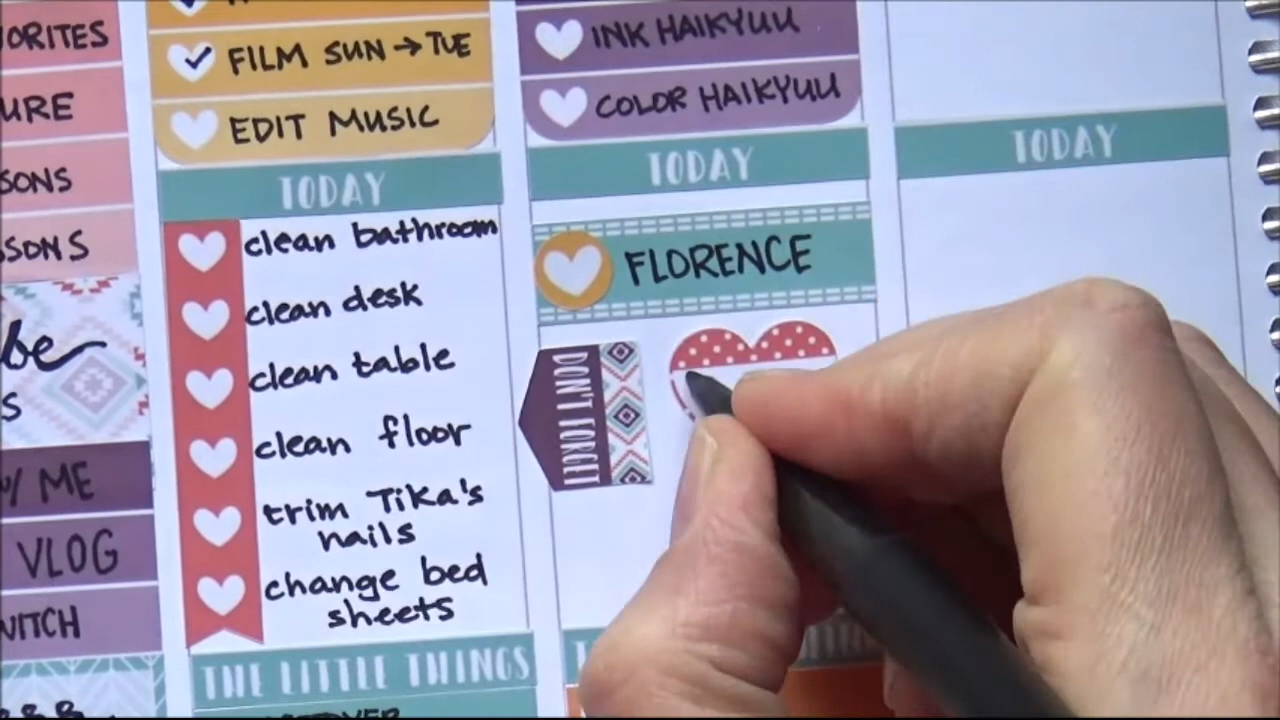 ORITES
URE
SONS
SSONS
be
s
W/ ME
VLOG
FILM SUN → TUE
EDIT MUSIC
TODAY
clean bathroom
clean desk
clean table
clean floor
trim Tika's
nails
change bed
sheets
THE LITTLE THINGS
INK HAIKYUU
COLOR HAIKYUU
TODAY
FLORENCE
DON'T FORGET
TODAY